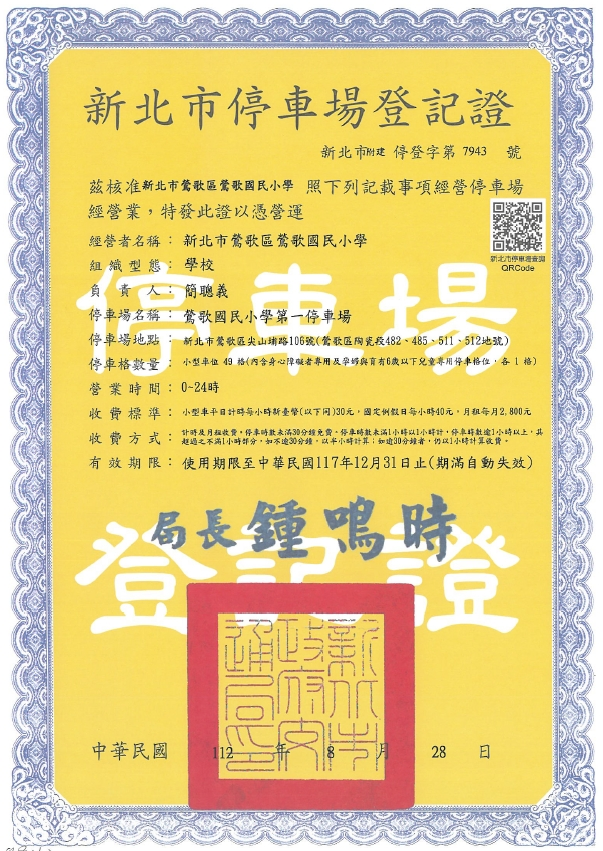 新北市停車場登記證
新北市附建 停登字第 7943 號
茲核准新北市鶯歌區鶯歌國民小學 照下列記載事項經營停車場
經營業，特發此證以憑營運
新北市停車場查詢
QRCode
經營者名稱：新北市鶯歌區鶯歌國民小學
組織型態：學校
負責人：簡聰義
停車場名稱：鶯歌國民小學第一停車場
停車場地點：新北市鶯歌區尖山埔路106號(鶯歌區陶瓷段482、485、511、512地號)
停車格數量：小型車位 49 格(內含身心障礙者專用及孕婦與育有6歲以下兒童專用停車格位，各 1 格)
營業時間：0~24時
收費標準：小型車平日計時每小時新臺幣(以下同)30元，國定例假日每小時40元，月租每月2,800元
收費方式：計時及月租收費。停車時數未滿30分鐘免費。停車時數未滿1小時以1小時計，停車時數逾1小時以上，其
超過之不滿1小時部分，如不逾30分鐘，以半小時計算；如逾30分鐘者，仍以1小時計算收費。
有效期限：使用期限至中華民國117年12月31日止(期滿自動失效)
停車場
登記證
局長 鍾鳴時
新北市
政府交
通局印
中華民國 112 年 8 月 28 日